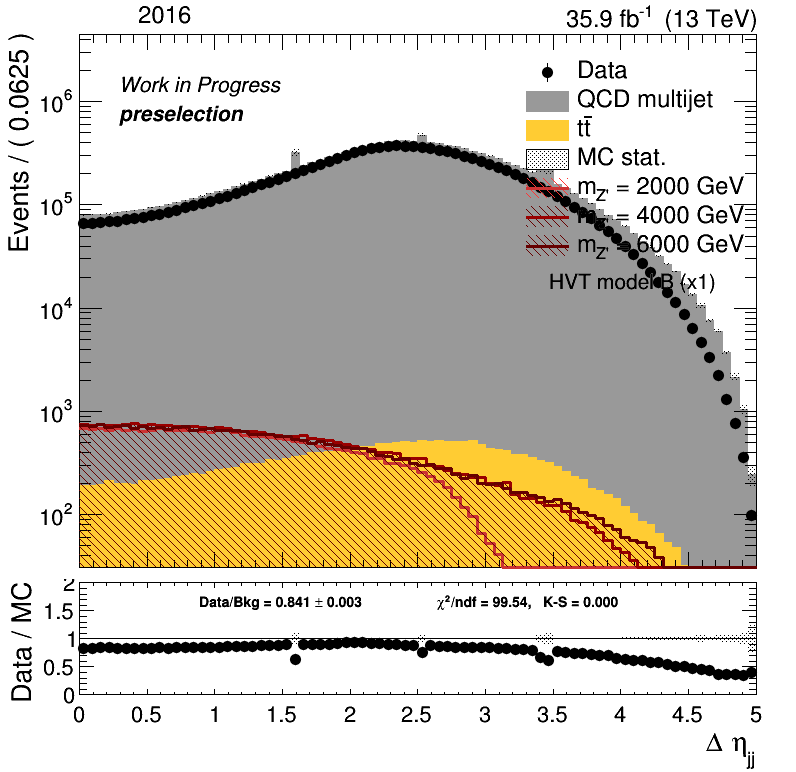 2016
35.9 fb⁻¹ (13 TeV)
Events / ( 0.0625 )
Work in Progress
preselection
Data
QCD multijet
tt̄
MC stat.
m_Z' = 2000 GeV
m_Z' = 4000 GeV
m_Z' = 6000 GeV
HVT model B (x1)
10⁶
10⁵
10⁴
10³
10²
Data / MC
2
1.5
1
0.5
0
Data/Bkg = 0.841 ± 0.003 χ²/ndf = 99.54, K-S = 0.000
0 0.5 1 1.5 2 2.5 3 3.5 4 4.5 5
Δ η_jj